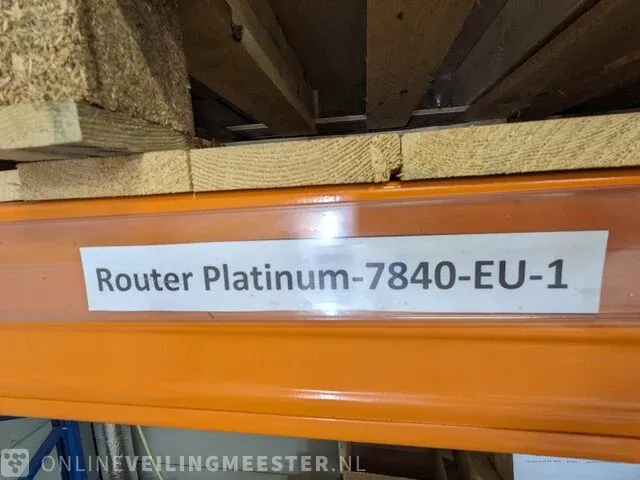 Router Platinum-7840-EU-1
ONLINEVEILINGMEESTER.NL